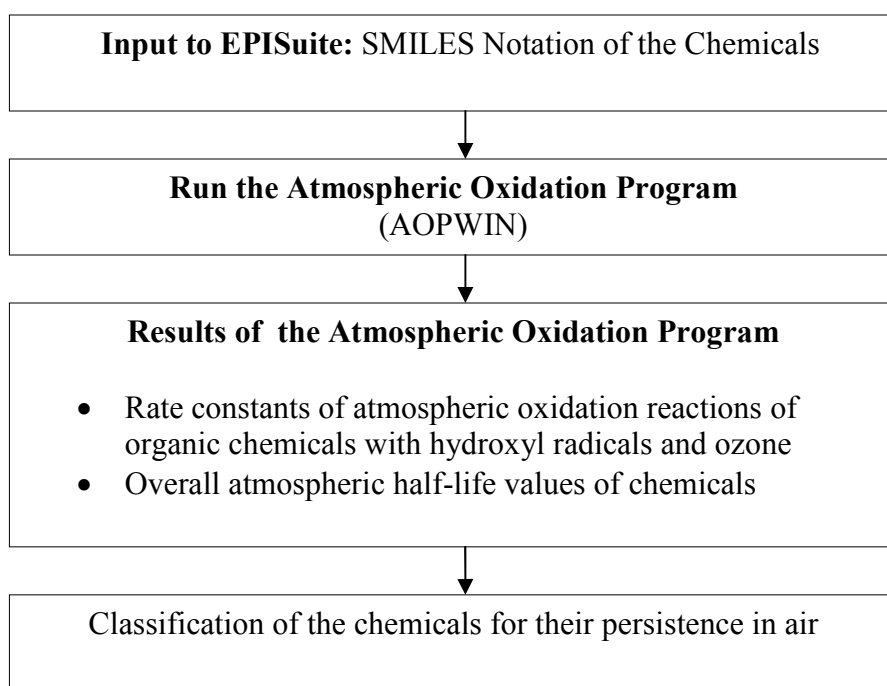 Input to EPISuite: SMILES Notation of the Chemicals
Run the Atmospheric Oxidation Program
(AOPWIN)
Results of the Atmospheric Oxidation Program
• Rate constants of atmospheric oxidation reactions of
organic chemicals with hydroxyl radicals and ozone
• Overall atmospheric half-life values of chemicals
Classification of the chemicals for their persistence in air